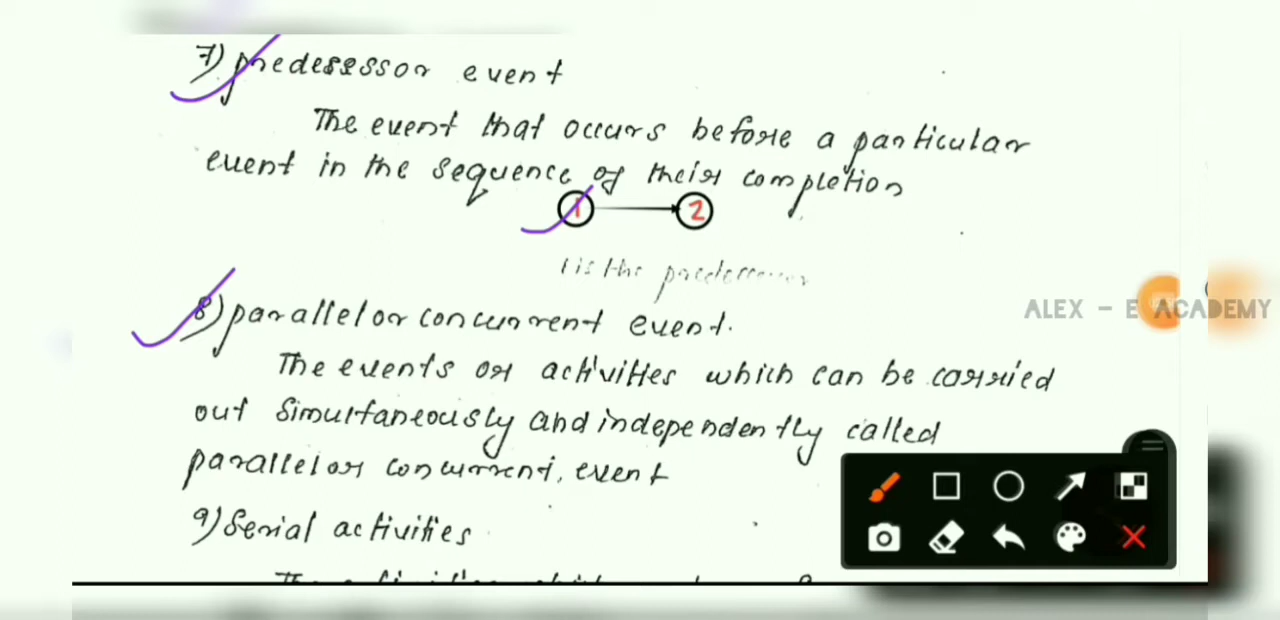 7) predesessor event
The event that occurs before a particular
event in the sequence of their completion
1 2
1 is the predecessor
8) parallel or concurrent event.
ALEX - E ACADEMY
The events or activities which can be carried
out simultaneously and independently called
parallel or concurrent, event
9) Serial activities